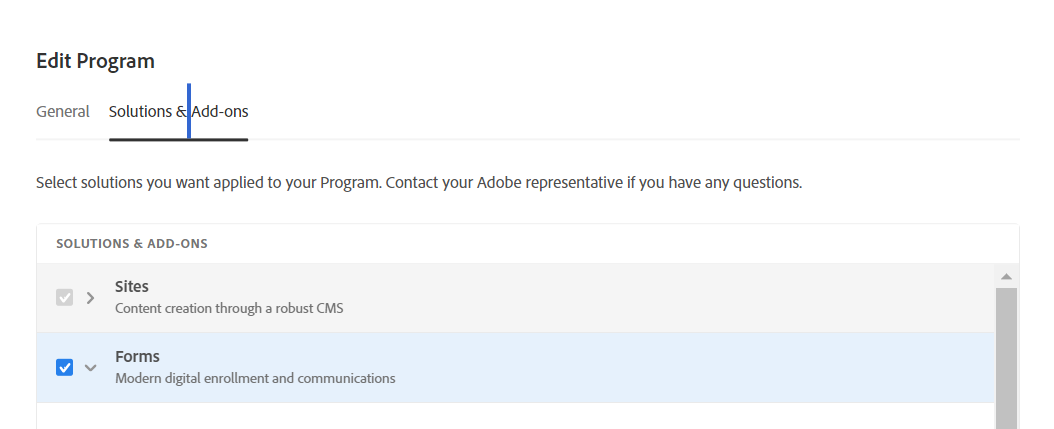 Edit Program
General
Solutions & Add-ons
Select solutions you want applied to your Program. Contact your Adobe representative if you have any questions.
SOLUTIONS & ADD-ONS
Sites
Content creation through a robust CMS
Forms
Modern digital enrollment and communications